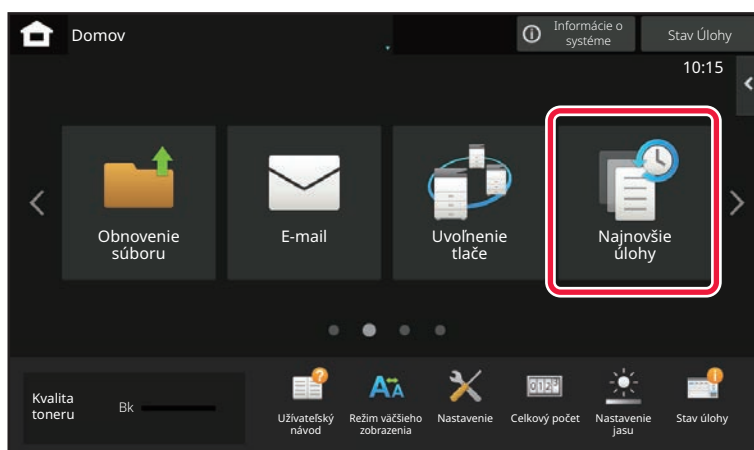 Domov
Informácie o
systéme
Stav Úlohy
10:15
Obnovenie
súboru
E-mail
Uvoľnenie
tlače
Najnovšie
úlohy
Kvalita
toneru
Bk
Užívateľský
návod
Režim väčšieho
zobrazenia
Nastavenie
Celkový počet
Nastavenie
jasu
Stav úlohy